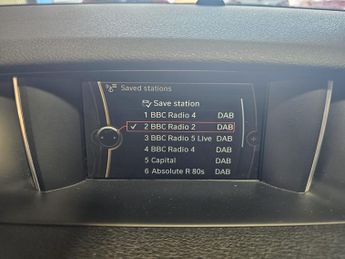 Saved stations
Save station
1 BBC Radio 4 DAB
2 BBC Radio 2 DAB
3 BBC Radio 5 Live DAB
4 BBC Radio 4 DAB
5 Capital DAB
6 Absolute R 80s DAB